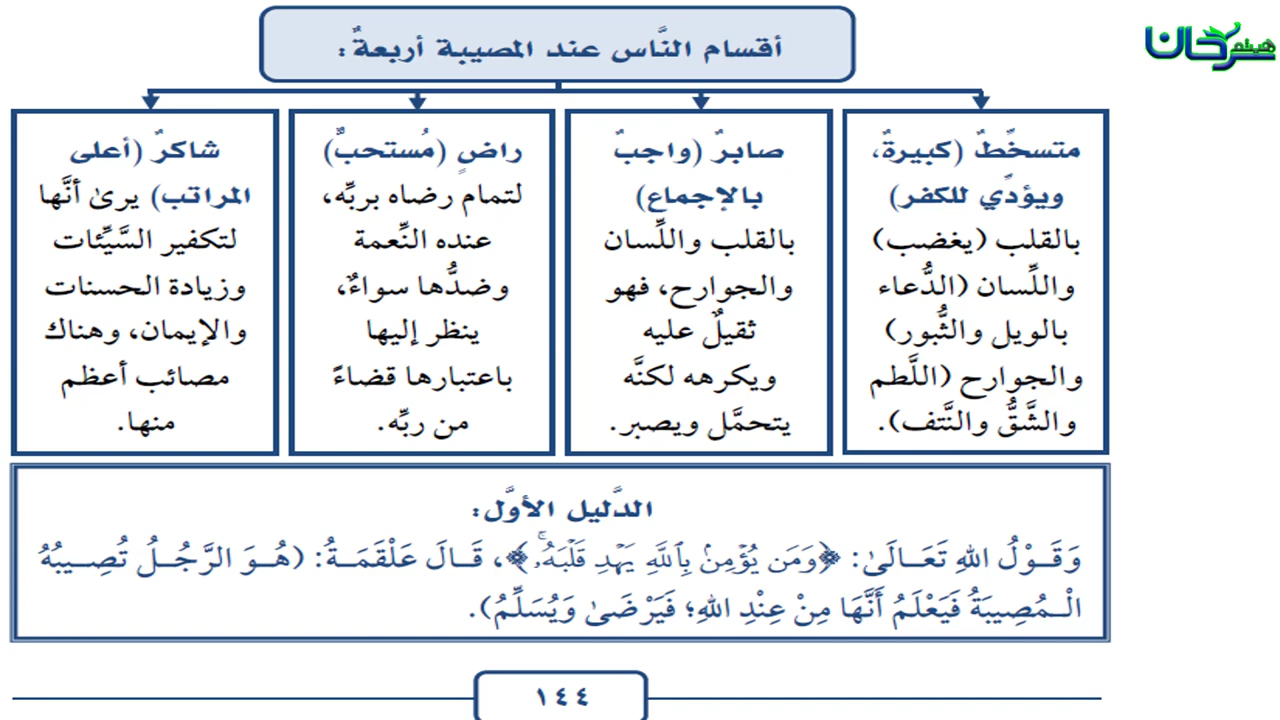 أقسام النَّاس عند المصيبة أربعةٌ:
هيثم
سرحان
متسخِّطٌ (كبيرةٌ،
ويؤدِّي للكفر)
بالقلب (يغضب)
واللِّسان (الدُّعاء
بالويل والثُّبور)
والجوارح (اللَّطم
والشَّقُّ والنَّتف).
صابرٌ (واجبٌ
بالإجماع)
بالقلب واللِّسان
والجوارح، فهو
ثقيلٌ عليه
ويكرهه لكنَّه
يتحمَّل ويصبر.
راضٍ (مُستحبٌّ)
لتمام رضاه بربِّه،
عنده النِّعمة
وضدُّها سواءٌ،
ينظر إليها
باعتبارها قضاءً
من ربِّه.
شاكرٌ (أعلى
المراتب) يرىٰ أنَّها
لتكفير السَّيِّئات
وزيادة الحسنات
والإيمان، وهناك
مصائب أعظم
منها.
الدَّليل الأوَّل:
وَقَوْلُ اللهِ تَعَالَىٰ: ﴿وَمَن يُؤْمِنۢ بِٱللَّهِ يَهْدِ قَلْبَهُۥۚ﴾، قَالَ عَلْقَمَةُ: (هُوَ الرَّجُلُ تُصِيبُهُ
الْمُصِيبَةُ فَيَعْلَمُ أَنَّهَا مِنْ عِنْدِ اللهِ؛ فَيَرْضَىٰ وَيُسَلِّمُ).
١٤٤